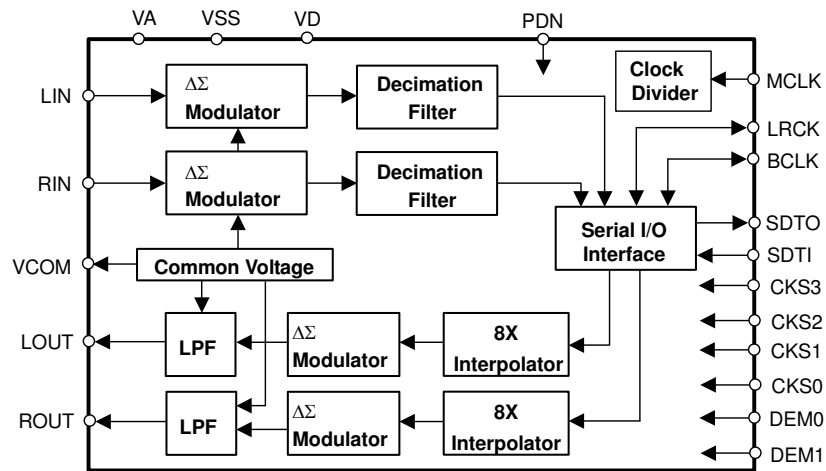 VA
VSS
VD
PDN
LIN
ΔΣ
Modulator
Decimation
Filter
Clock
Divider
MCLK
LRCK
BCLK
RIN
ΔΣ
Modulator
Decimation
Filter
Serial I/O
Interface
SDTO
SDTI
VCOM
Common Voltage
CKS3
CKS2
CKS1
CKS0
DEM0
DEM1
LOUT
LPF
ΔΣ
Modulator
8X
Interpolator
ROUT
LPF
ΔΣ
Modulator
8X
Interpolator